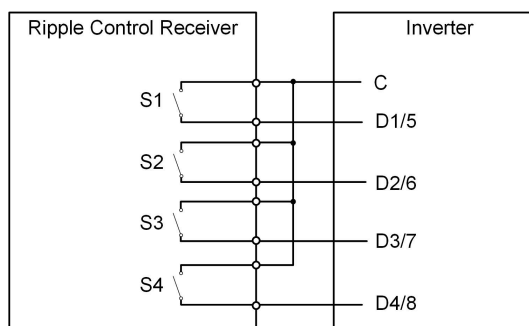 Ripple Control Receiver
Inverter
C
S1
D1/5
S2
D2/6
S3
D3/7
S4
D4/8